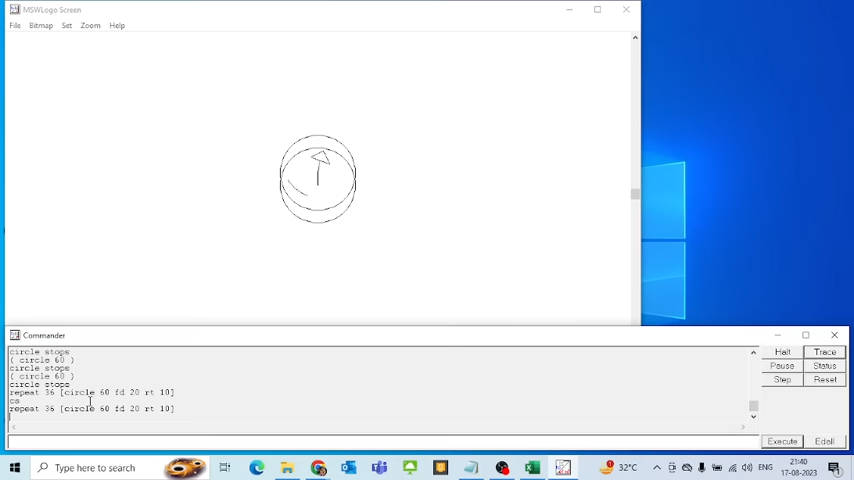 MSWLogo Screen
File Bitmap Set Zoom Help
Commander
circle stops
( circle 60 )
circle stops
( circle 60 )
circle stops
repeat 36 [circle 60 fd 20 rt 10]
cs
repeat 36 [circle 60 fd 20 rt 10]
Halt Trace
Pause Status
Step Reset
Execute Edall
Type here to search
32°C
ENG
21:40
17-08-2023
1